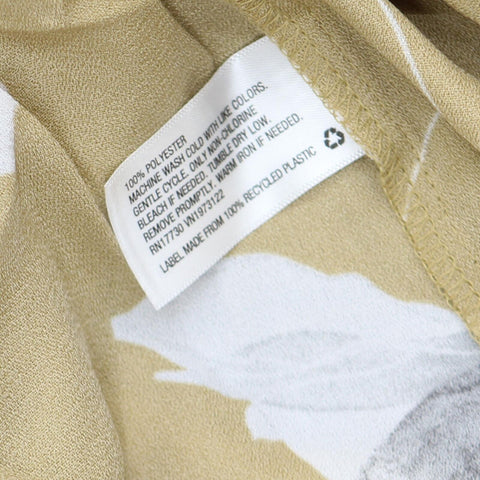 100% POLYESTER
MACHINE WASH COLD WITH LIKE COLORS.
GENTLE CYCLE. ONLY NON-CHLORINE
BLEACH IF NEEDED. TUMBLE DRY LOW.
REMOVE PROMPTLY. WARM IRON IF NEEDED.
RN17730 VN1973122
LABEL MADE FROM 100% RECYCLED PLASTIC